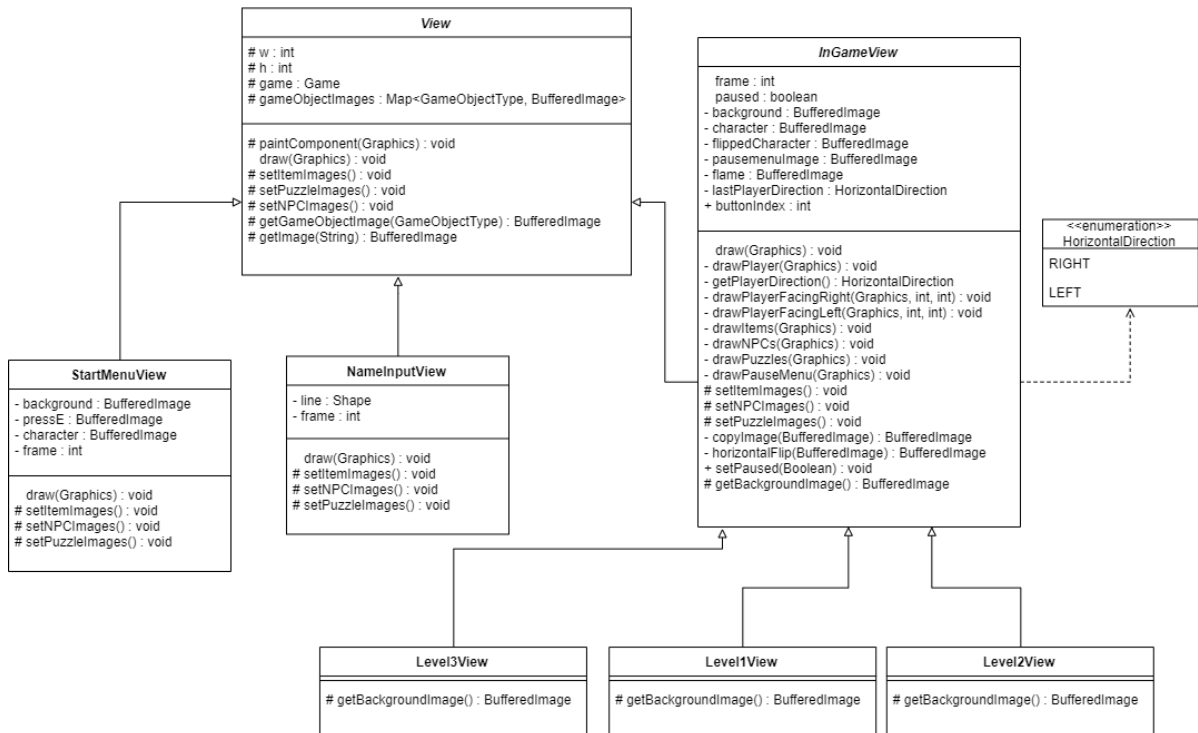 View
# w : int
# h : int
# game : Game
# gameObjectImages : Map<GameObjectType, BufferedImage>
# paintComponent(Graphics) : void
draw(Graphics) : void
# setItemImages() : void
# setPuzzleImages() : void
# setNPCImages() : void
# getGameObjectImage(GameObjectType) : BufferedImage
# getImage(String) : BufferedImage
InGameView
frame : int
paused : boolean
- background : BufferedImage
- character : BufferedImage
- flippedCharacter : BufferedImage
- pausemenuImage : BufferedImage
- flame : BufferedImage
- lastPlayerDirection : HorizontalDirection
+ buttonIndex : int
draw(Graphics) : void
- drawPlayer(Graphics) : void
- getPlayerDirection() : HorizontalDirection
- drawPlayerFacingRight(Graphics, int, int) : void
- drawPlayerFacingLeft(Graphics, int, int) : void
- drawItems(Graphics) : void
- drawNPCs(Graphics) : void
- drawPuzzles(Graphics) : void
- drawPauseMenu(Graphics) : void
# setItemImages() : void
# setNPCImages() : void
# setPuzzleImages() : void
- copyImage(BufferedImage) : BufferedImage
- horizontalFlip(BufferedImage) : BufferedImage
+ setPaused(Boolean) : void
# getBackgroundImage() : BufferedImage
<<enumeration>>
HorizontalDirection
RIGHT
LEFT
StartMenuView
- background : BufferedImage
- pressE : BufferedImage
- character : BufferedImage
- frame : int
draw(Graphics) : void
# setItemImages() : void
# setNPCImages() : void
# setPuzzleImages() : void
NameInputView
- line : Shape
- frame : int
draw(Graphics) : void
# setItemImages() : void
# setNPCImages() : void
# setPuzzleImages() : void
Level3View
# getBackgroundImage() : BufferedImage
Level1View
# getBackgroundImage() : BufferedImage
Level2View
# getBackgroundImage() : BufferedImage